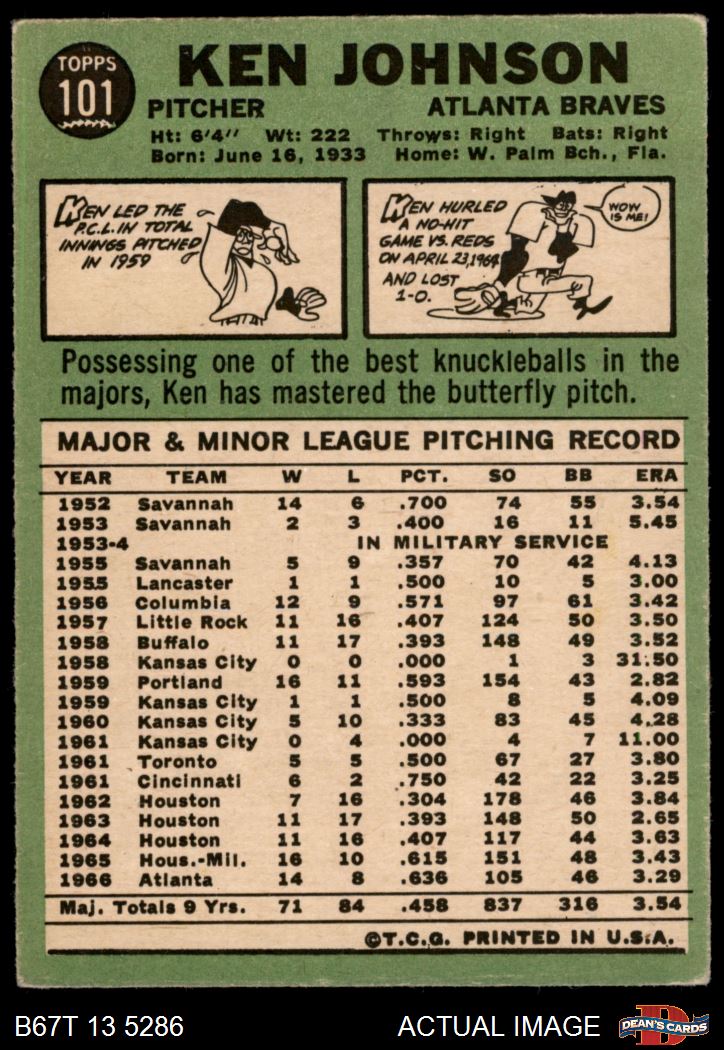 TOPPS
101
KEN JOHNSON
PITCHER ATLANTA BRAVES
Ht: 6'4'' Wt: 222 Throws: Right Bats: Right
Born: June 16, 1933 Home: W. Palm Bch., Fla.
KEN LED THE
P.C.L. IN TOTAL
INNINGS PITCHED
IN 1959
KEN HURLED
A NO-HIT
GAME VS. REDS
ON APRIL 23, 1964
AND LOST
1-0.
WOW
IS ME!
Possessing one of the best knuckleballs in the
majors, Ken has mastered the butterfly pitch.
MAJOR & MINOR LEAGUE PITCHING RECORD
YEAR TEAM W L PCT. SO BB ERA
1952 Savannah 14 6 .700 74 55 3.54
1953 Savannah 2 3 .400 16 11 5.45
1953-4 IN MILITARY SERVICE
1955 Savannah 5 9 .357 70 42 4.13
1955 Lancaster 1 1 .500 10 5 3.00
1956 Columbia 12 9 .571 97 61 3.42
1957 Little Rock 11 16 .407 124 50 3.50
1958 Buffalo 11 17 .393 148 49 3.52
1958 Kansas City 0 0 .000 1 3 31.50
1959 Portland 16 11 .593 154 43 2.82
1959 Kansas City 1 1 .500 8 5 4.09
1960 Kansas City 5 10 .333 83 45 4.28
1961 Kansas City 0 4 .000 4 7 11.00
1961 Toronto 5 5 .500 67 27 3.80
1961 Cincinnati 6 2 .750 42 22 3.25
1962 Houston 7 16 .304 178 46 3.84
1963 Houston 11 17 .393 148 50 2.65
1964 Houston 11 16 .407 117 44 3.63
1965 Hous.-Mil. 16 10 .615 151 48 3.43
1966 Atlanta 14 8 .636 105 46 3.29
Maj. Totals 9 Yrs. 71 84 .458 837 316 3.54
©T.C.G. PRINTED IN U.S.A.
B67T 13 5286 ACTUAL IMAGE DEAN'S CARDS